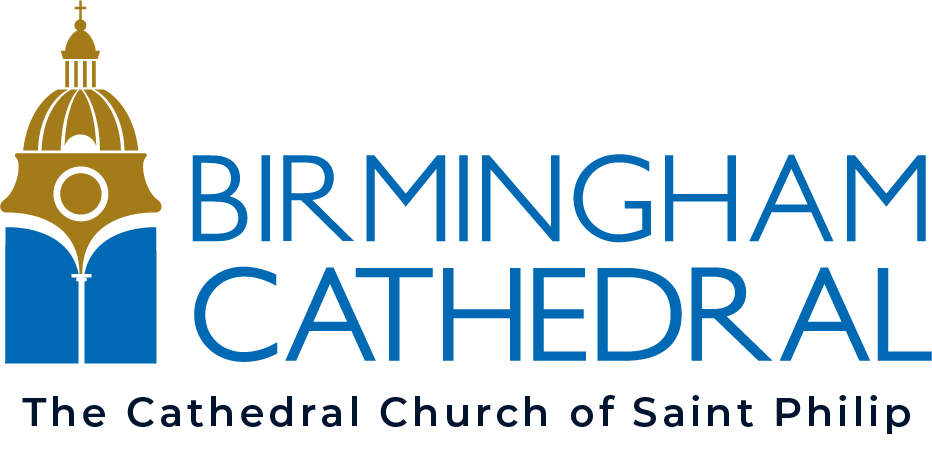 BIRMINGHAM
CATHEDRAL
The Cathedral Church of Saint Philip